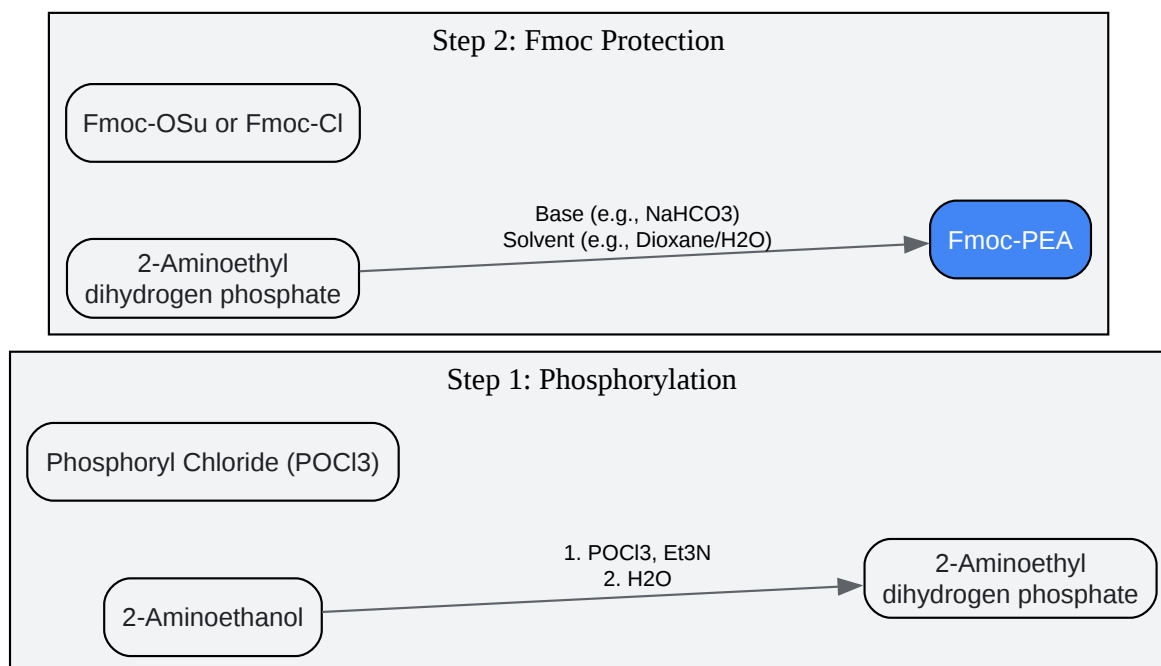 Step 2: Fmoc Protection
Fmoc-OSu or Fmoc-Cl
Base (e.g., NaHCO3)
Solvent (e.g., Dioxane/H2O)
2-Aminoethyl
dihydrogen phosphate
Fmoc-PEA
Step 1: Phosphorylation
Phosphoryl Chloride (POCl3)
1. POCl3, Et3N
2. H2O
2-Aminoethanol
2-Aminoethyl
dihydrogen phosphate